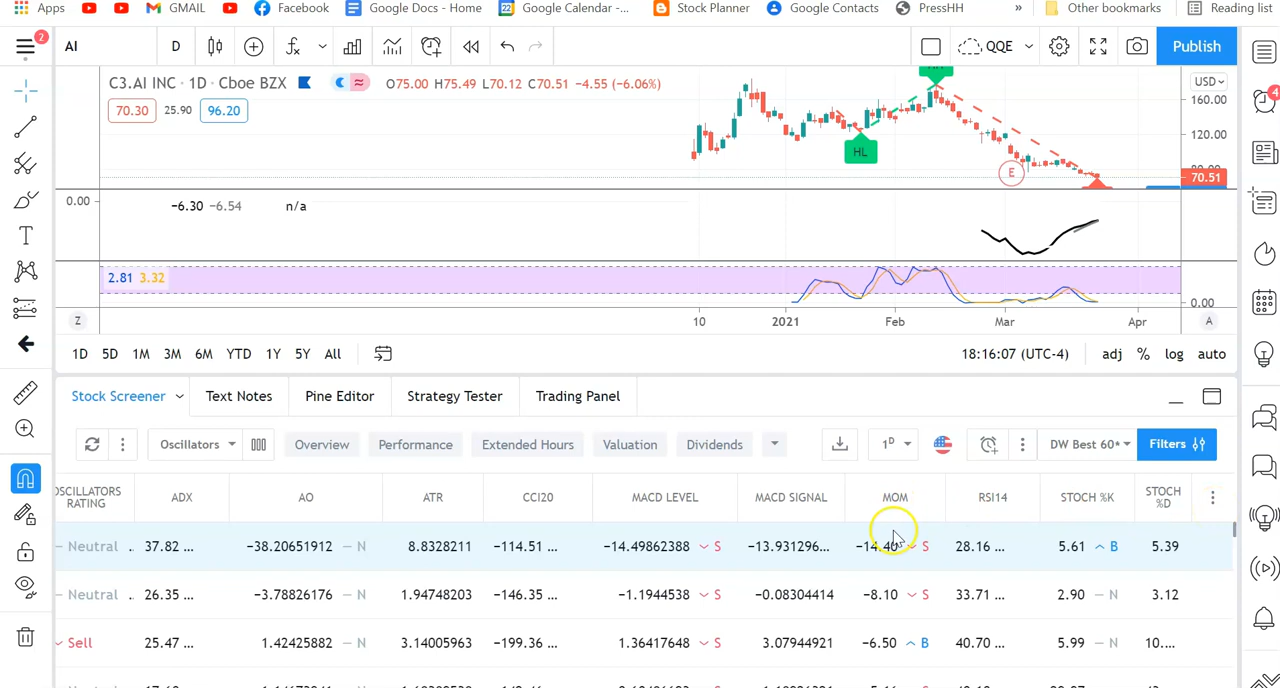 Apps GMAIL Facebook Google Docs - Home Google Calendar -... Stock Planner Google Contacts PressHH » Other bookmarks Reading list
2 AI D QQE Publish
C3.AI INC · 1D · Cboe BZX O75.00 H75.49 L70.12 C70.51 −4.55 (−6.06%) USD
70.30 25.90 96.20 160.00
4
120.00
HL
E 70.51
0.00 −6.30 −6.54 n/a
2.81 3.32
0.00
Z 10 2021 Feb Mar Apr A
1D 5D 1M 3M 6M YTD 1Y 5Y All 18:16:07 (UTC-4) adj % log auto
Stock Screener Text Notes Pine Editor Strategy Tester Trading Panel
Oscillators Overview Performance Extended Hours Valuation Dividends 1D DW Best 60* Filters
OSCILLATORS RATING ADX AO ATR CCI20 MACD LEVEL MACD SIGNAL MOM RSI14 STOCH %K STOCH %D
— Neutral .. 37.82 ... −38.20651912 — N 8.8328211 −114.51 ... −14.49862388 S −13.931296... −14.40 S 28.16 ... 5.61 B 5.39
— Neutral .. 26.35 ... −3.78826176 — N 1.94748203 −146.35 ... −1.1944538 S −0.08304414 −8.10 S 33.71 ... 2.90 — N 3.12
Sell 25.47 ... 1.42425882 — N 3.14005963 −199.36 ... 1.36417648 S 3.07944921 −6.50 B 40.70 ... 5.99 — N 10....